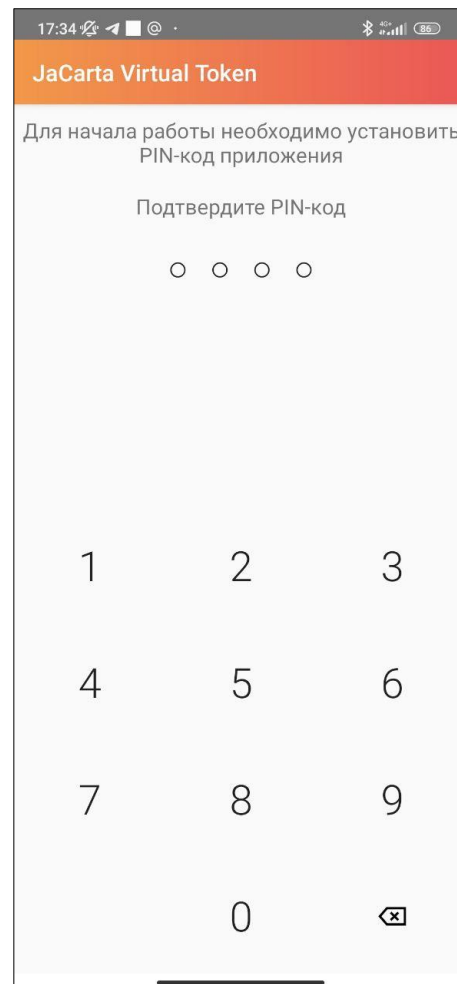 17:34 @ · 4G+ 86
JaCarta Virtual Token
Для начала работы необходимо установить
PIN-код приложения
Подтвердите PIN-код
1 2 3
4 5 6
7 8 9
0